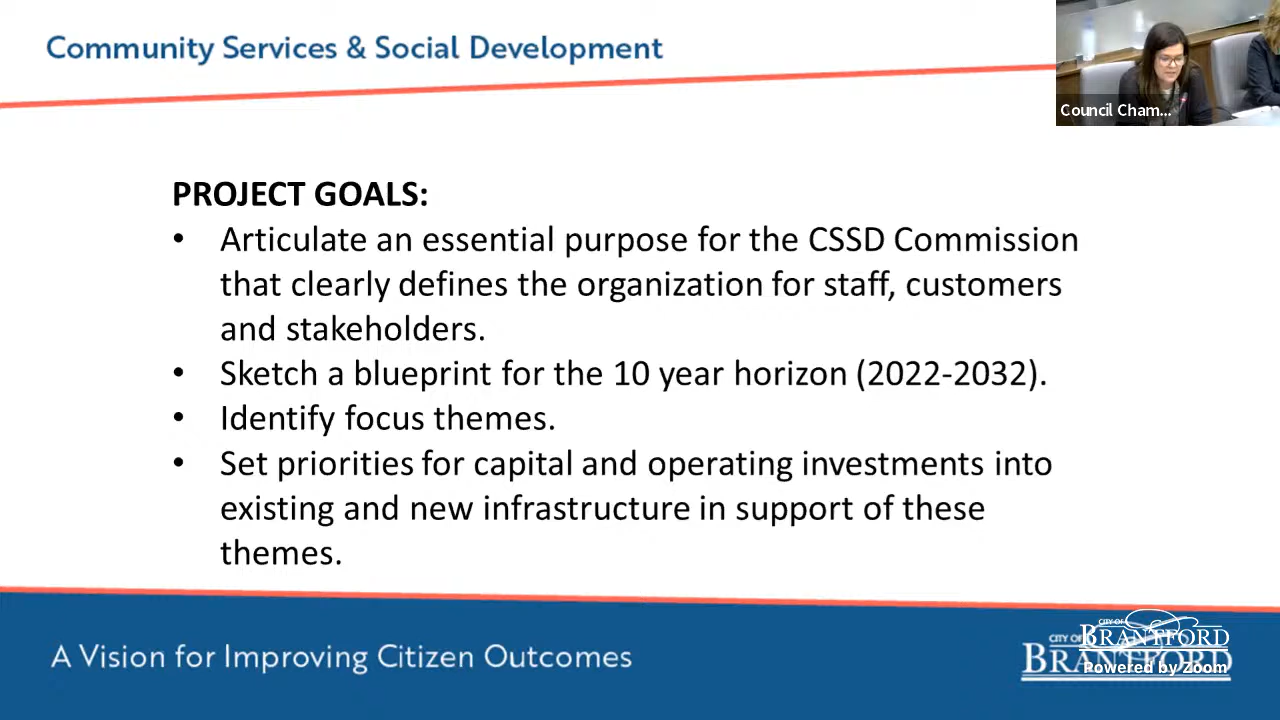 Community Services & Social Development
Council Cham...
PROJECT GOALS:
• Articulate an essential purpose for the CSSD Commission
that clearly defines the organization for staff, customers
and stakeholders.
• Sketch a blueprint for the 10 year horizon (2022-2032).
• Identify focus themes.
• Set priorities for capital and operating investments into
existing and new infrastructure in support of these
themes.
A Vision for Improving Citizen Outcomes
CITY OF
BRANTFORD
CITY OF
BRANTFORD
Powered by Zoom